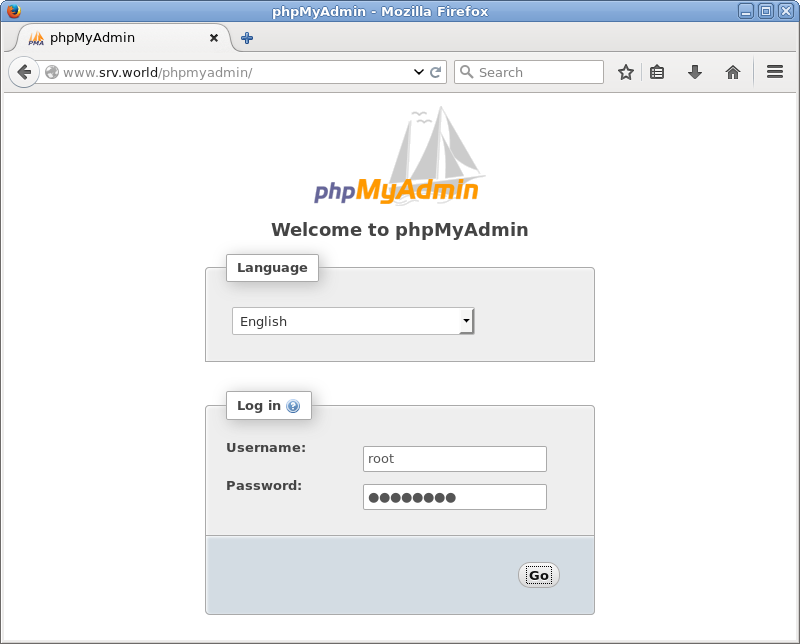 phpMyAdmin - Mozilla Firefox
PMA phpMyAdmin
www.srv.world/phpmyadmin/
Search
phpMyAdmin
Welcome to phpMyAdmin
Language
English
Log in
Username:
root
Password:
●●●●●●●●
Go